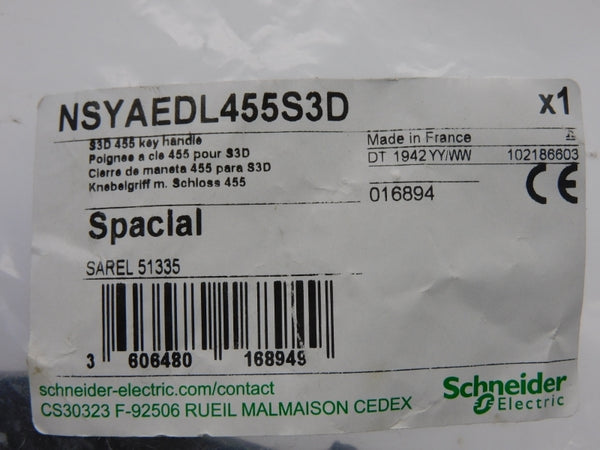 NSYAEDL455S3D x1
S3D 455 key handle
Poignee a cle 455 pour S3D
Cierre de maneta 455 para S3D
Knebelgriff m. Schloss 455
Made in France
DT 1942 YY/WW 102186603
016894
CE
Spacial
SAREL 51335
3 606480 168949
schneider-electric.com/contact
CS30323 F-92506 RUEIL MALMAISON CEDEX
Schneider
Electric